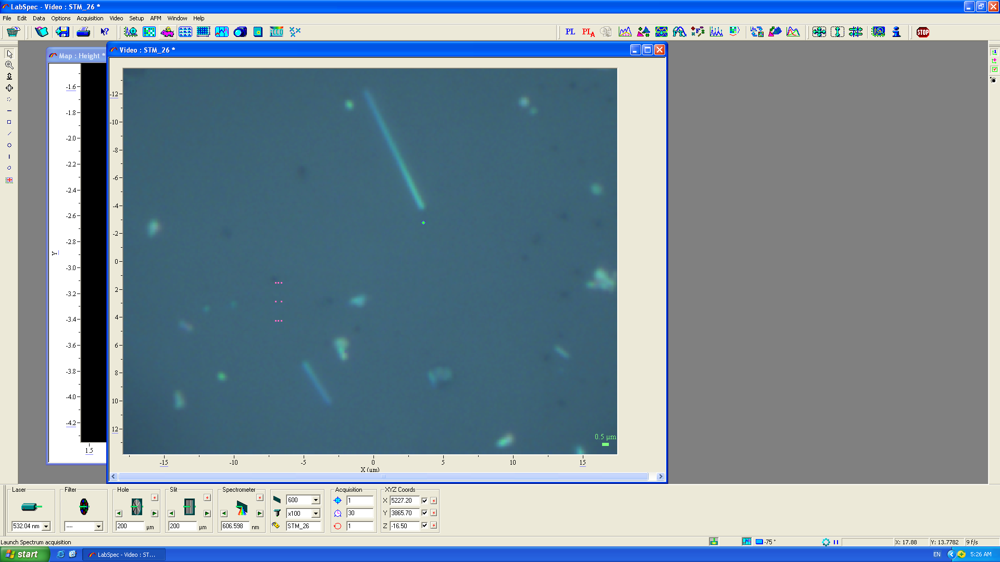 LabSpec - Video : STM_26 *
File Edit Data Options Acquisition Video Setup AFM Window Help
PL PLA STOP
Map : Height *
Video : STM_26 *
-1.6
-1.8
-2.0
-2.2
-2.4
-2.6
-2.8
-3.0
-3.2
-3.4
-3.6
-3.8
-4.0
-4.2
Y
1.5
-12
-10
-8
-6
-4
-2
0
2
4
6
8
10
12
0.5 µm
-15 -10 -5 0 5 10 15
X (µm)
Laser
532.04 nm
Filter
----
Hole
200 µm
Slit
200 µm
Spectrometer
606.598 nm
600
x100
STM_26
Acquisition
1
30
1
XYZ Coords
X 5227.20
Y 3865.70
Z -16.50
Launch Spectrum acquisition
-75 °
X: 17.88 Y: 13.7782 9 f/s
start
LabSpec - Video : ST...
EN 5:26 AM